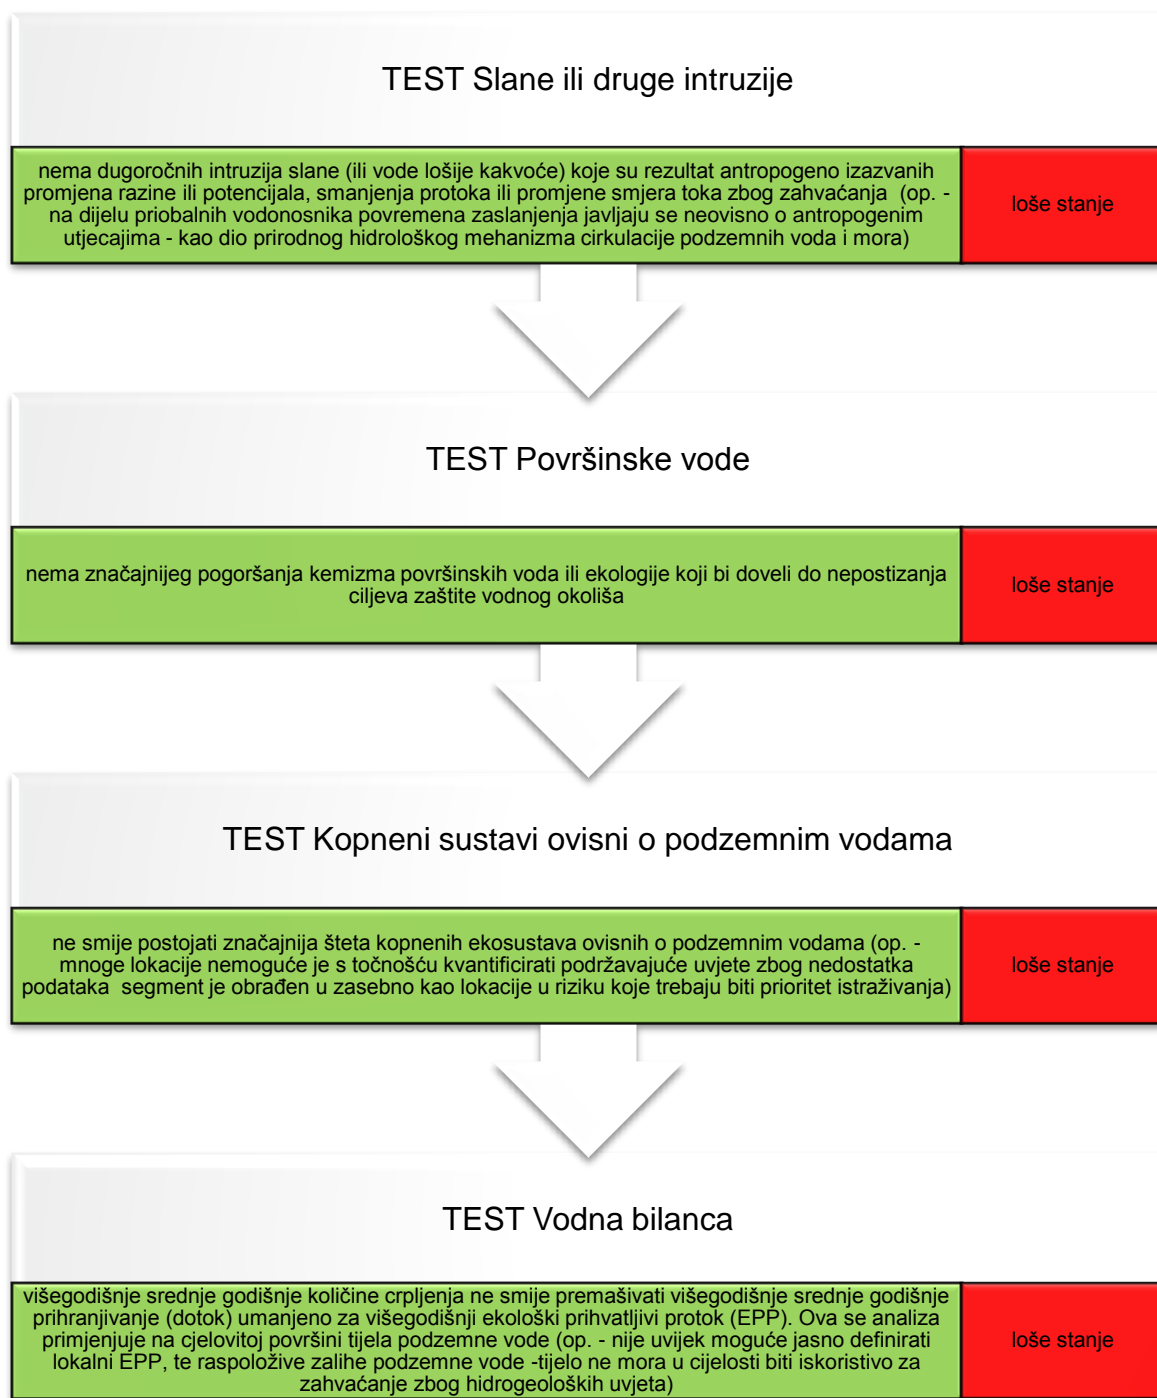 TEST Slane ili druge intruzije
nema dugoročnih intruzija slane (ili vode lošije kakvoće) koje su rezultat antropogeno izazvanih
promjena razine ili potencijala, smanjenja protoka ili promjene smjera toka zbog zahvaćanja (op. -
na dijelu priobalnih vodonosnika povremena zaslanjenja javljaju se neovisno o antropogenim
utjecajima - kao dio prirodnog hidrološkog mehanizma cirkulacije podzemnih voda i mora)
loše stanje
TEST Površinske vode
nema značajnijeg pogoršanja kemizma površinskih voda ili ekologije koji bi doveli do nepostizanja
ciljeva zaštite vodnog okoliša
loše stanje
TEST Kopneni sustavi ovisni o podzemnim vodama
ne smije postojati značajnija šteta kopnenih ekosustava ovisnih o podzemnim vodama (op. -
mnoge lokacije nemoguće je s točnošću kvantificirati podržavajuće uvjete zbog nedostatka
podataka segment je obrađen u zasebno kao lokacije u riziku koje trebaju biti prioritet istraživanja)
loše stanje
TEST Vodna bilanca
višegodišnje srednje godišnje količine crpljenja ne smije premašivati višegodišnje srednje godišnje
prihranjivanje (dotok) umanjeno za višegodišnji ekološki prihvatljivi protok (EPP). Ova se analiza
primjenjuje na cjelovitoj površini tijela podzemne vode (op. - nije uvijek moguće jasno definirati
lokalni EPP, te raspoložive zalihe podzemne vode -tijelo ne mora u cijelosti biti iskoristivo za
zahvaćanje zbog hidrogeoloških uvjeta)
loše stanje